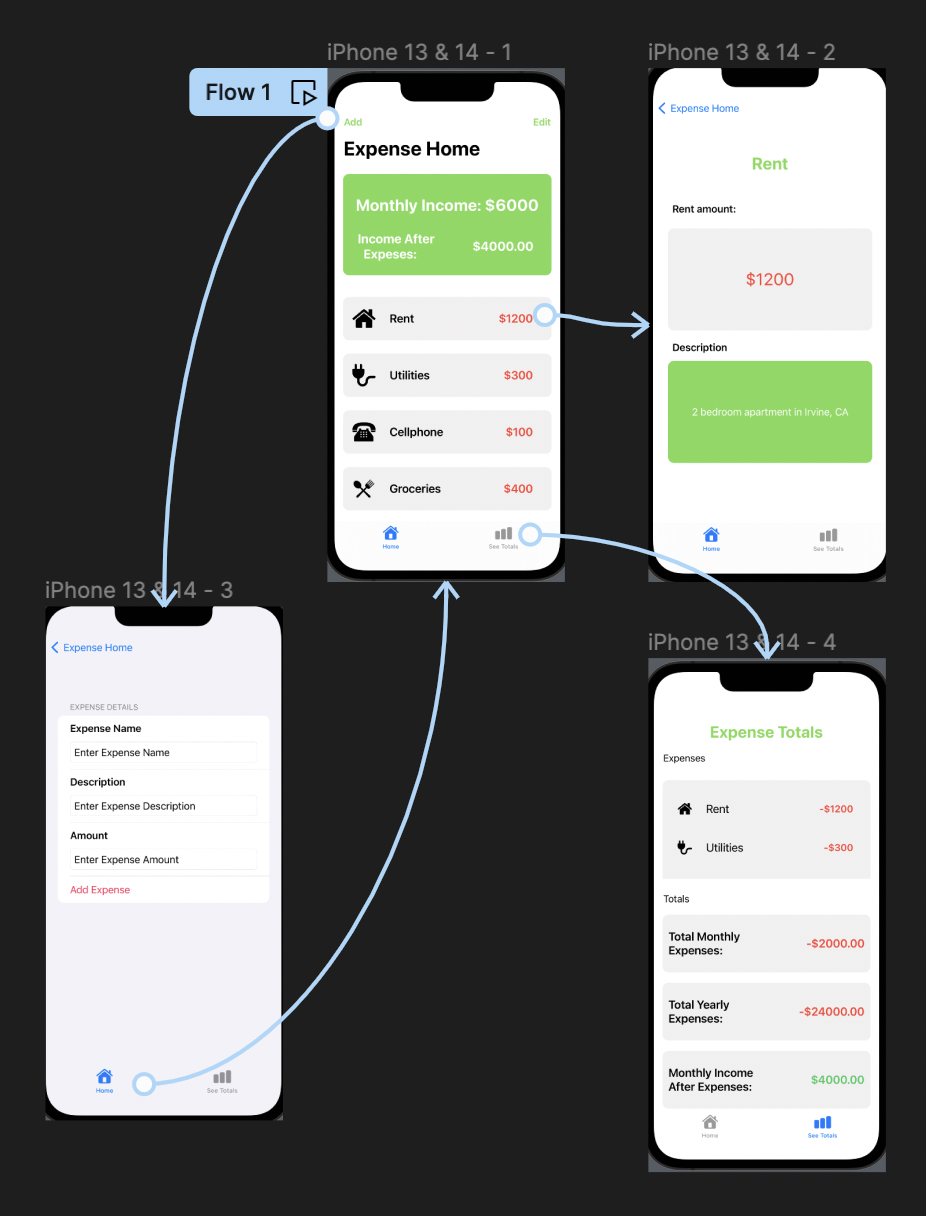 iPhone 13 & 14 - 1
Flow 1
Add
Edit
Expense Home
Monthly Income: $6000
Income After
Expeses:
$4000.00
Rent
$1200
Utilities
$300
Cellphone
$100
Groceries
$400
Home
See Totals
iPhone 13 & 14 - 2
Expense Home
Rent
Rent amount:
$1200
Description
2 bedroom apartment in Irvine, CA
Home
See Totals
iPhone 13 & 14 - 3
Expense Home
EXPENSE DETAILS
Expense Name
Enter Expense Name
Description
Enter Expense Description
Amount
Enter Expense Amount
Add Expense
Home
See Totals
iPhone 13 & 14 - 4
Expense Totals
Expenses
Rent
-$1200
Utilities
-$300
Totals
Total Monthly
Expenses:
-$2000.00
Total Yearly
Expenses:
-$24000.00
Monthly Income
After Expenses:
$4000.00
Home
See Totals